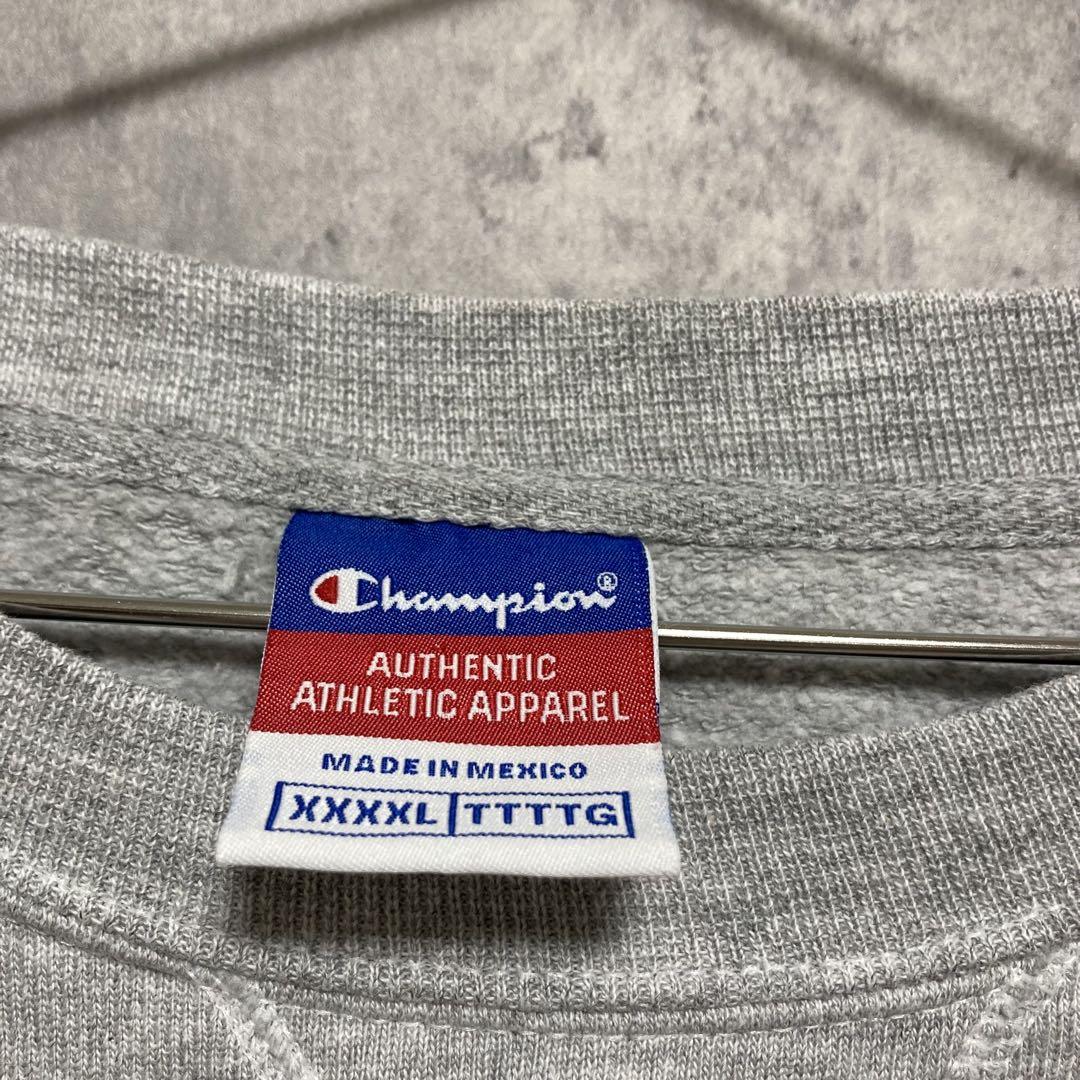 Champion®
AUTHENTIC
ATHLETIC APPAREL
MADE IN MEXICO
XXXXL TTTTG